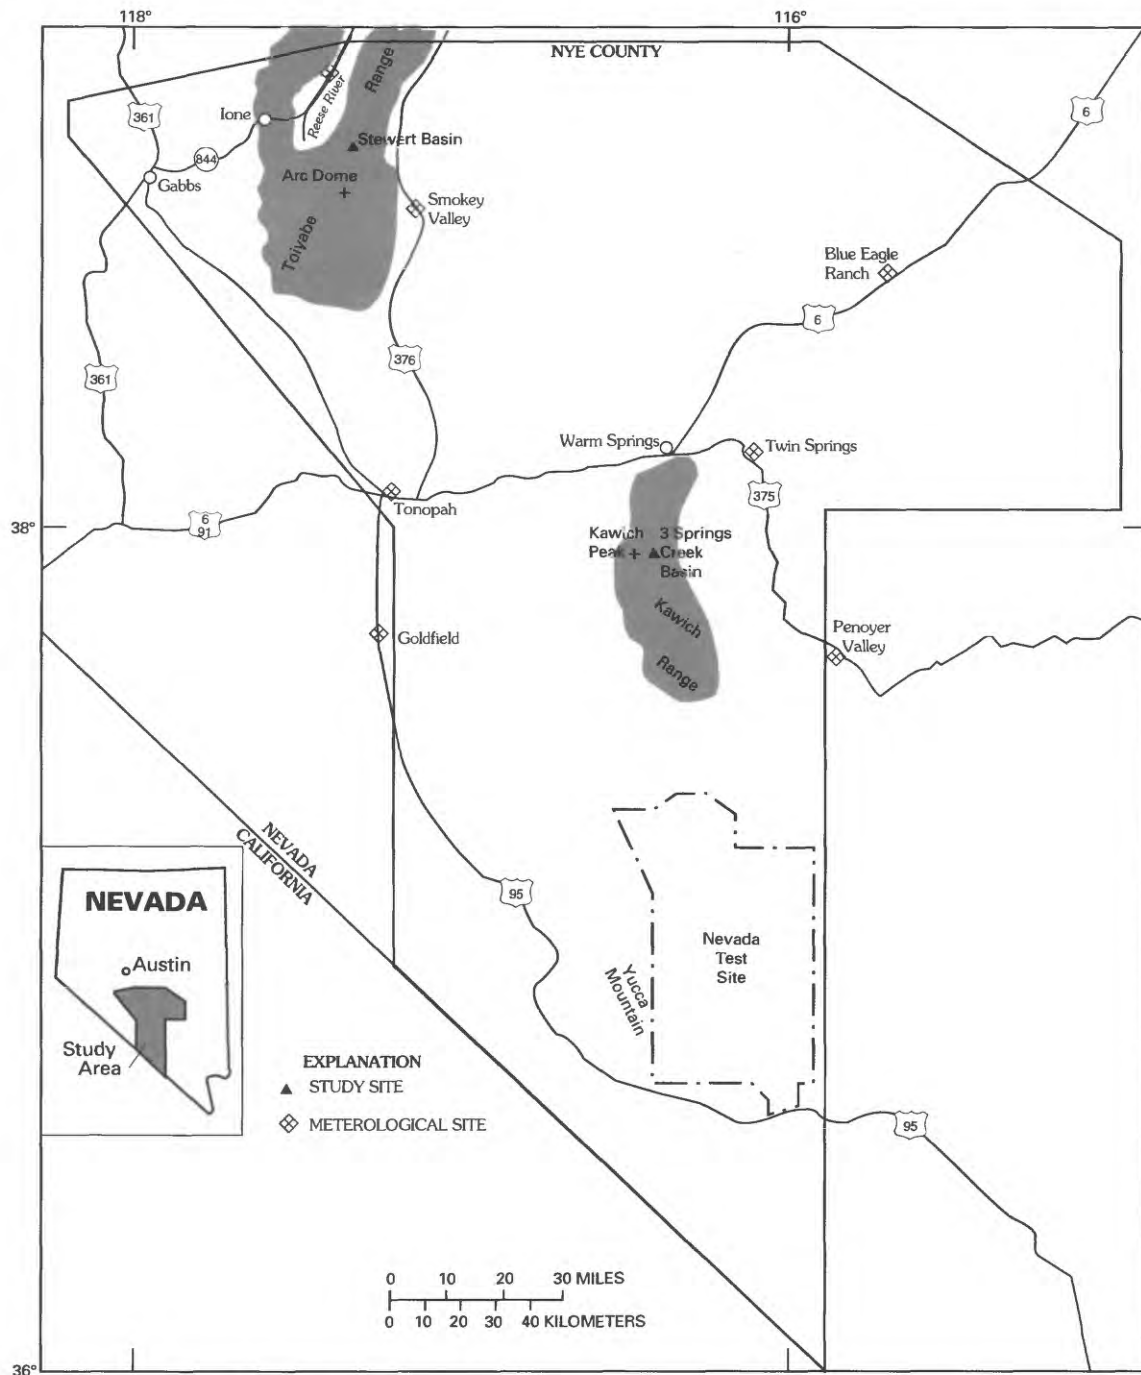 118°
116°
NYE COUNTY
361
Ione
Reese River
Range
6
844
Stewert Basin
Gabbs
Arc Dome
Smokey
Valley
Toiyabe
Blue Eagle
Ranch
6
376
361
Warm Springs
Twin Springs
375
Tonopah
38°
6
91
Kawich
Peak
3 Springs
Creek
Basin
Kawich
Range
Goldfield
Penoyer
Valley
NEVADA
CALIFORNIA
95
Nevada
Test
Site
Yucca
Mountain
NEVADA
Austin
Study
Area
EXPLANATION
STUDY SITE
METEROLOGICAL SITE
95
0 10 20 30 MILES
0 10 20 30 40 KILOMETERS
36°